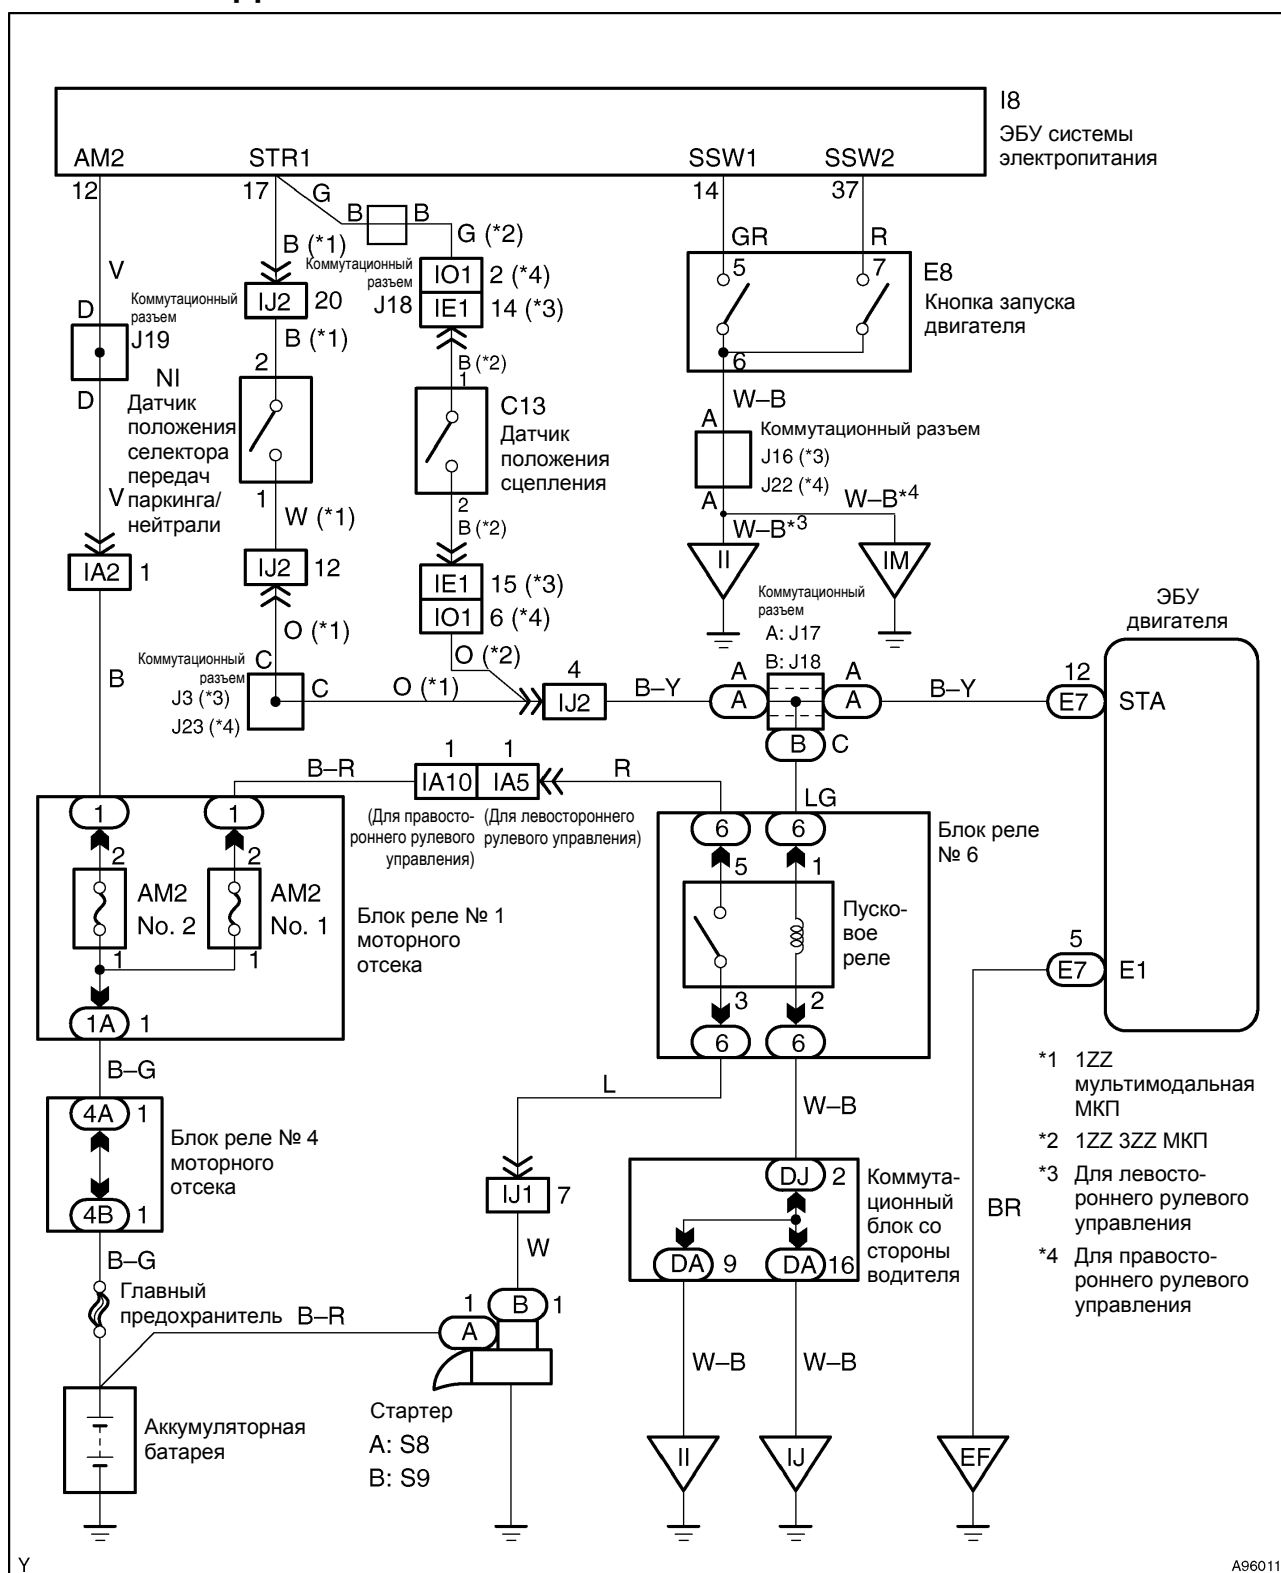 I8
ЭБУ системы
электропитания
AM2
STR1
SSW1
SSW2
12
17
14
37
G
B
B
G (*2)
GR
R
V
B (*1)
Коммутационный
разъем
J18
IO1
2 (*4)
IE1
14 (*3)
5
7
E8
Кнопка запуска
двигателя
6
D
Коммутационный
разъем
J19
IJ2
20
B (*1)
2
D
NI
Датчик
положения
селектора
передач
паркинга/
нейтрали
B (*2)
1
C13
Датчик
положения
сцепления
W–B
A
Коммутационный разъем
J16 (*3)
J22 (*4)
A
W–B*4
W–B*3
II
IM
V
1
W (*1)
2
B (*2)
IA2
1
IJ2
12
IE1
15 (*3)
IO1
6 (*4)
Коммутационный
разъем
A: J17
B: J18
ЭБУ
двигателя
O (*1)
O (*2)
B
Коммутационный
разъем
J3 (*3)
J23 (*4)
C
C
O (*1)
4
IJ2
B–Y
A
A
A
A
B–Y
12
E7
STA
B
C
B–R
1
1
IA10
IA5
R
LG
(Для правосто-
роннего рулевого
управления)
(Для левостороннего
рулевого управления)
1
1
6
6
Блок реле
№ 6
2
2
5
1
AM2
No. 2
AM2
No. 1
Блок реле № 1
моторного
отсека
Пуско-
вое
реле
1
1
3
2
5
E7
E1
1A
1
6
6
B–G
L
W–B
*1 1ZZ
мультимодальная
МКП
*2 1ZZ 3ZZ МКП
*3 Для левосто-
роннего рулевого
управления
*4 Для правосто-
роннего рулевого
управления
4A
1
Блок реле № 4
моторного
отсека
4B
1
IJ1
7
DJ
2
Коммута-
ционный
блок со
стороны
водителя
DA
9
DA
16
BR
B–G
W
Главный
предохранитель
B–R
1
A
B
1
W–B
W–B
Аккумуляторная
батарея
Стартер
A: S8
B: S9
II
IJ
EF
Y
A96011